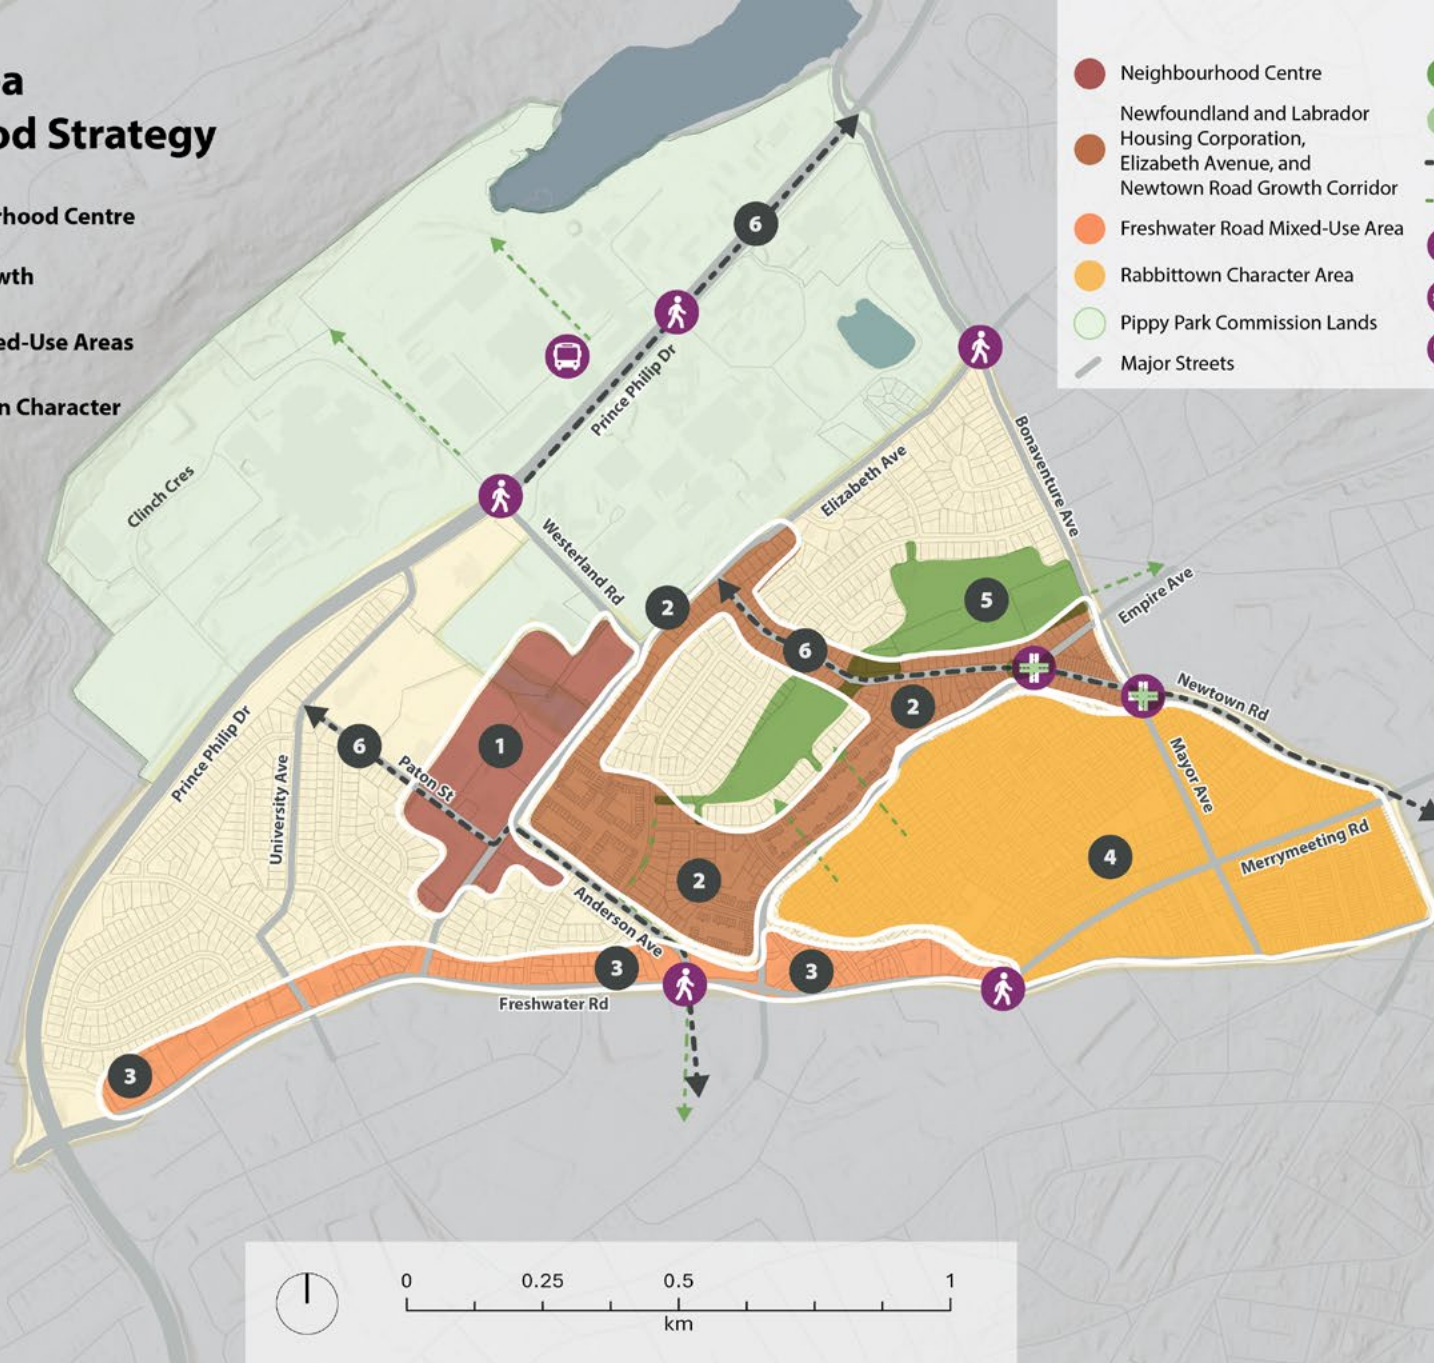 a
od Strategy
rhood Centre
wth
ed-Use Areas
n Character
Neighbourhood Centre
Newfoundland and Labrador
Housing Corporation,
Elizabeth Avenue, and
Newtown Road Growth Corridor
Freshwater Road Mixed-Use Area
Rabbittown Character Area
Pippy Park Commission Lands
Major Streets
6
Prince Philip Dr
Clinch Cres
Elizabeth Ave
Bonaventure Ave
Westerland Rd
2
5
Empire Ave
6
Newtown Rd
2
Prince Philip Dr
6
1
Paton St
University Ave
Mayor Ave
4
Merrymeeting Rd
2
Anderson Ave
3
3
Freshwater Rd
3
0 0.25 0.5 1
km